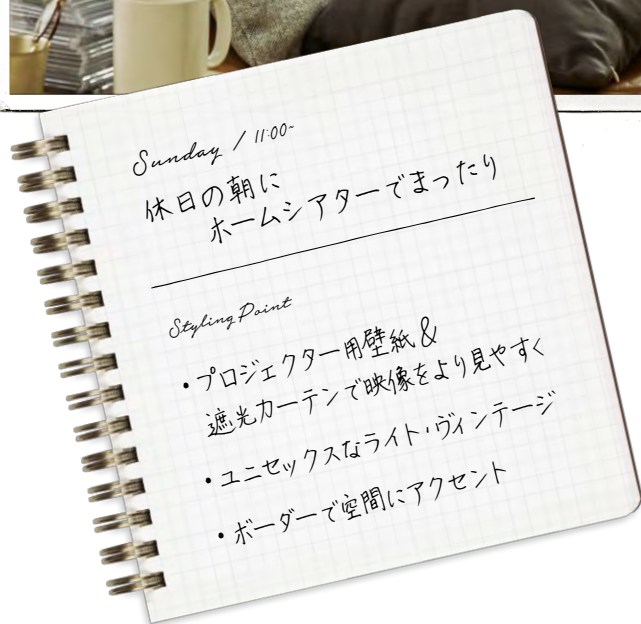 Sunday / 11:00~
休日の朝に
ホームシアターでまったり
Styling Point
・プロジェクター用壁紙&
遮光カーテンで映像をより見やすく
・ユニセックスなライト・ヴィンテージ
・ボーダーで空間にアクセント